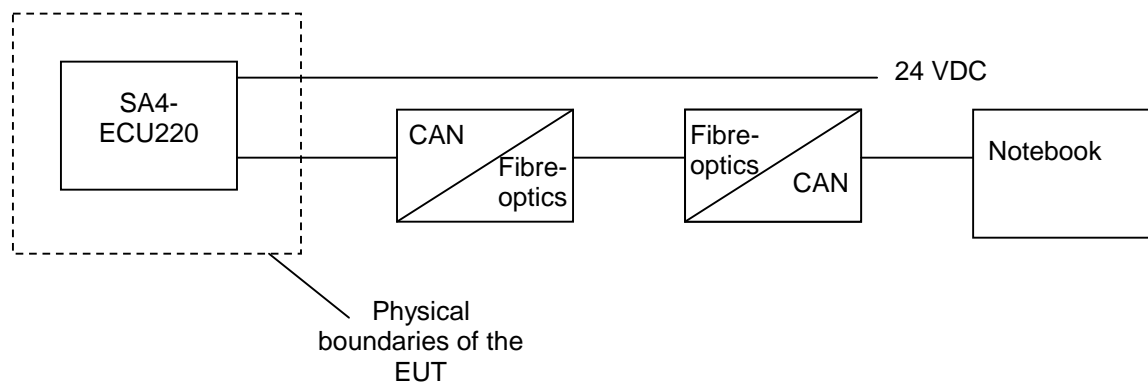 24 VDC
SA4-
ECU220
CAN
Fibre-
optics
Fibre-
optics
CAN
Notebook
Physical
boundaries of the
EUT